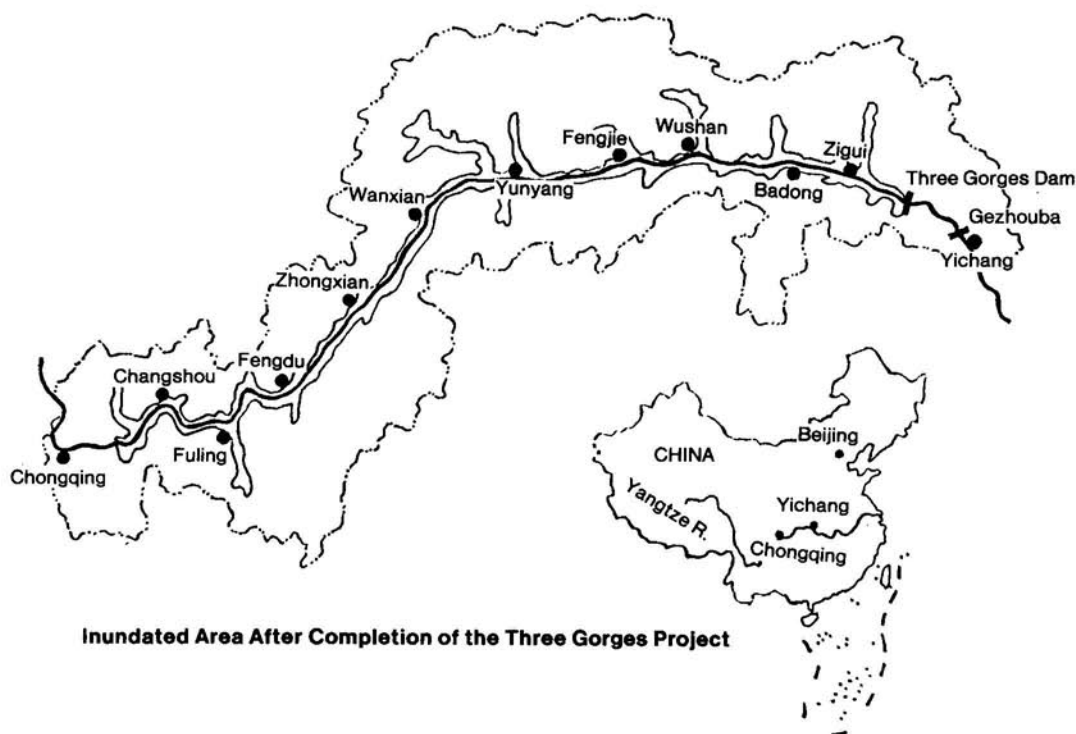 Wushan
Fengjie
Zigui
Three Gorges Dam
Wanxian
Yunyang
Badong
Gezhouba
Yichang
Zhongxian
Fengdu
Changshou
Fuling
Chongqing
Beijing
CHINA
Yangtze R.
Yichang
Chongqing
Inundated Area After Completion of the Three Gorges Project